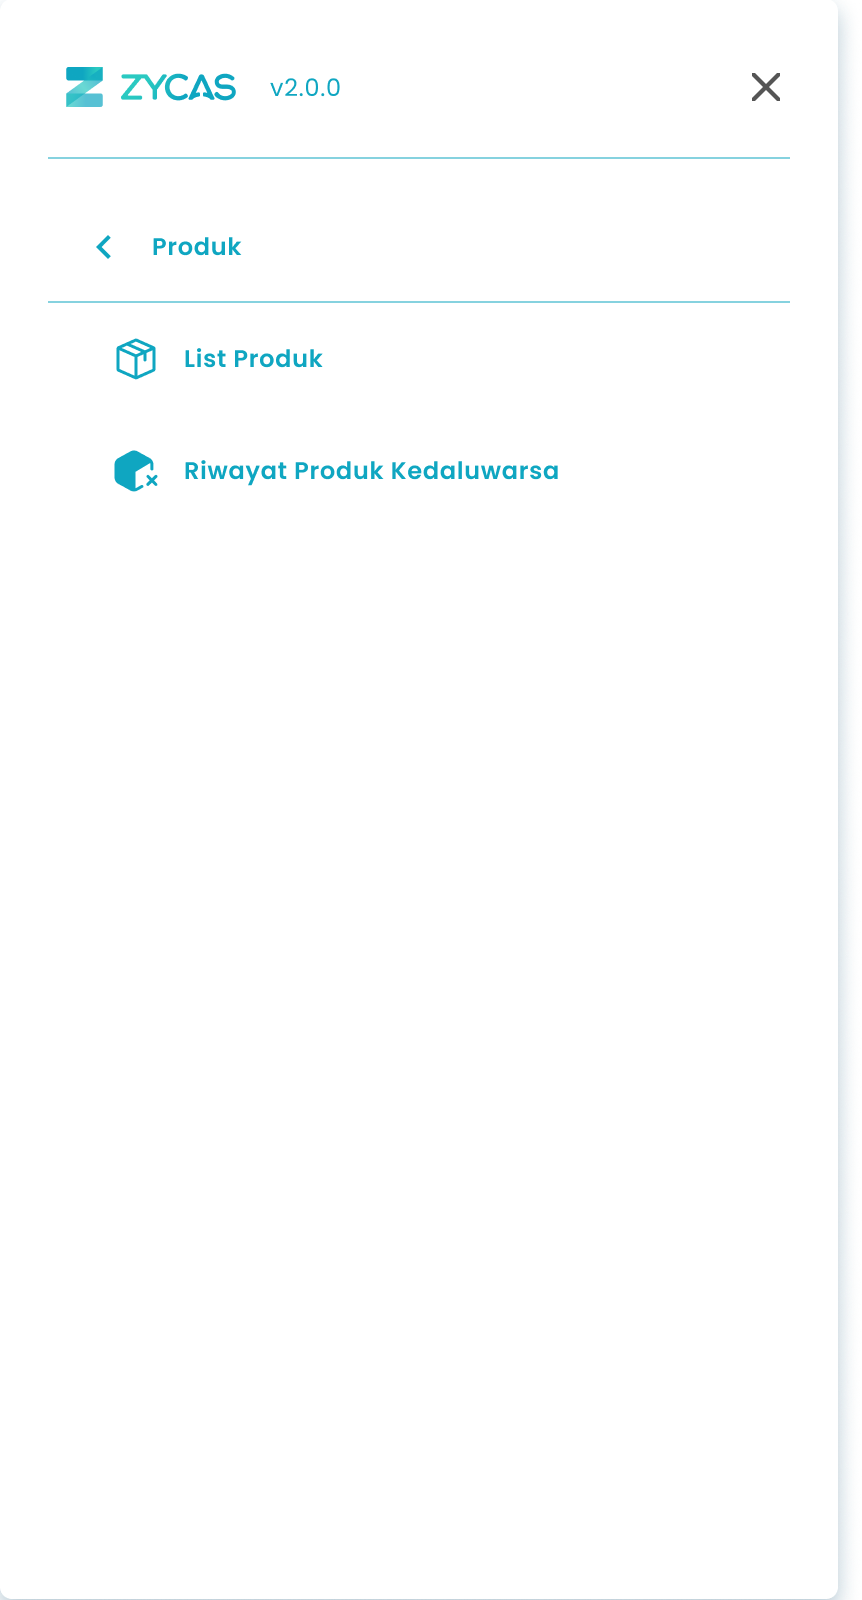 ZYCAS v2.0.0
Produk
List Produk
Riwayat Produk Kedaluwarsa